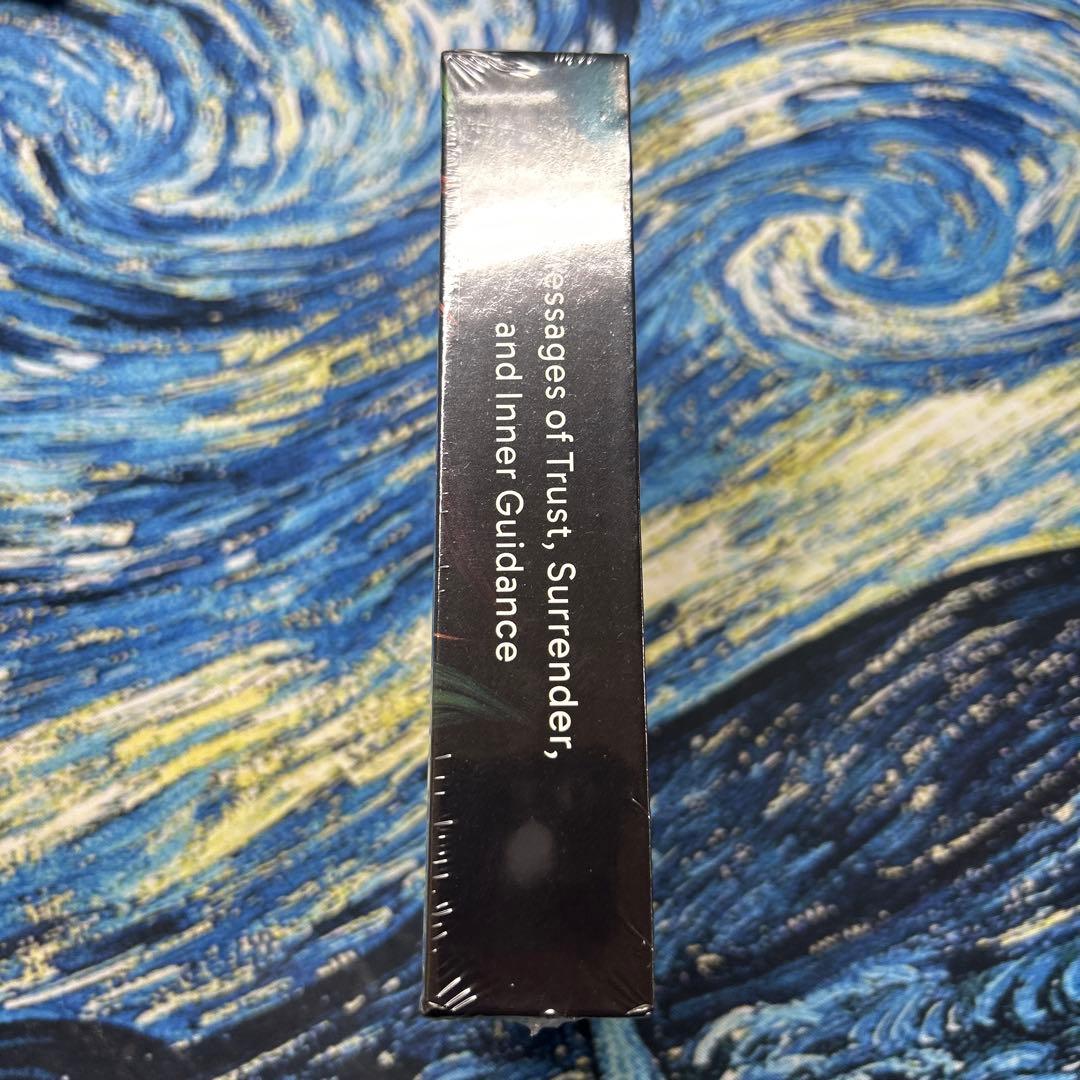 essages of Trust, Surrender,
and Inner Guidance